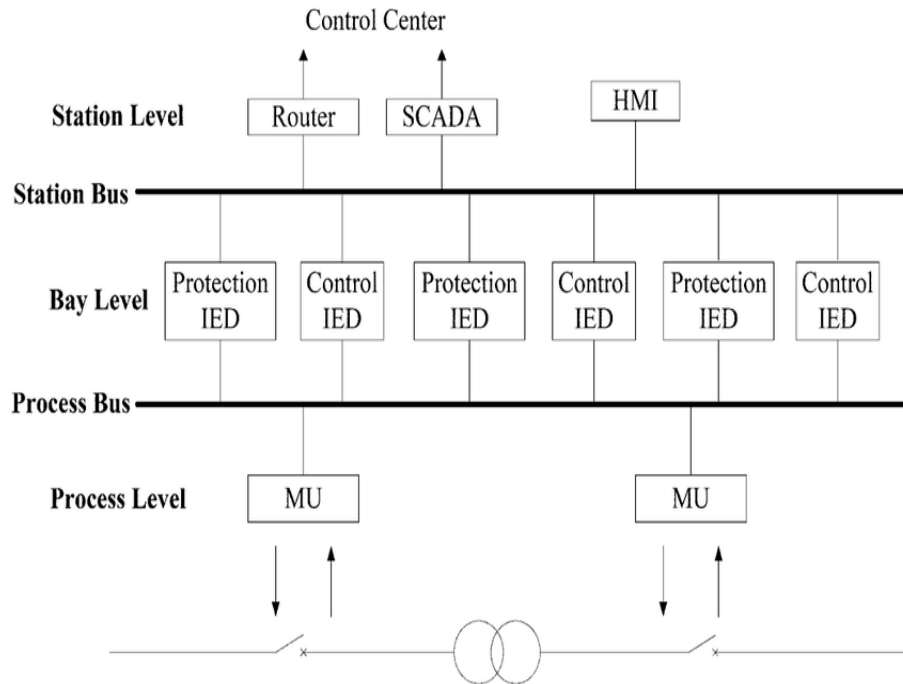 Control Center
Station Level
Router
SCADA
HMI
Station Bus
Bay Level
Protection
IED
Control
IED
Protection
IED
Control
IED
Protection
IED
Control
IED
Process Bus
Process Level
MU
MU